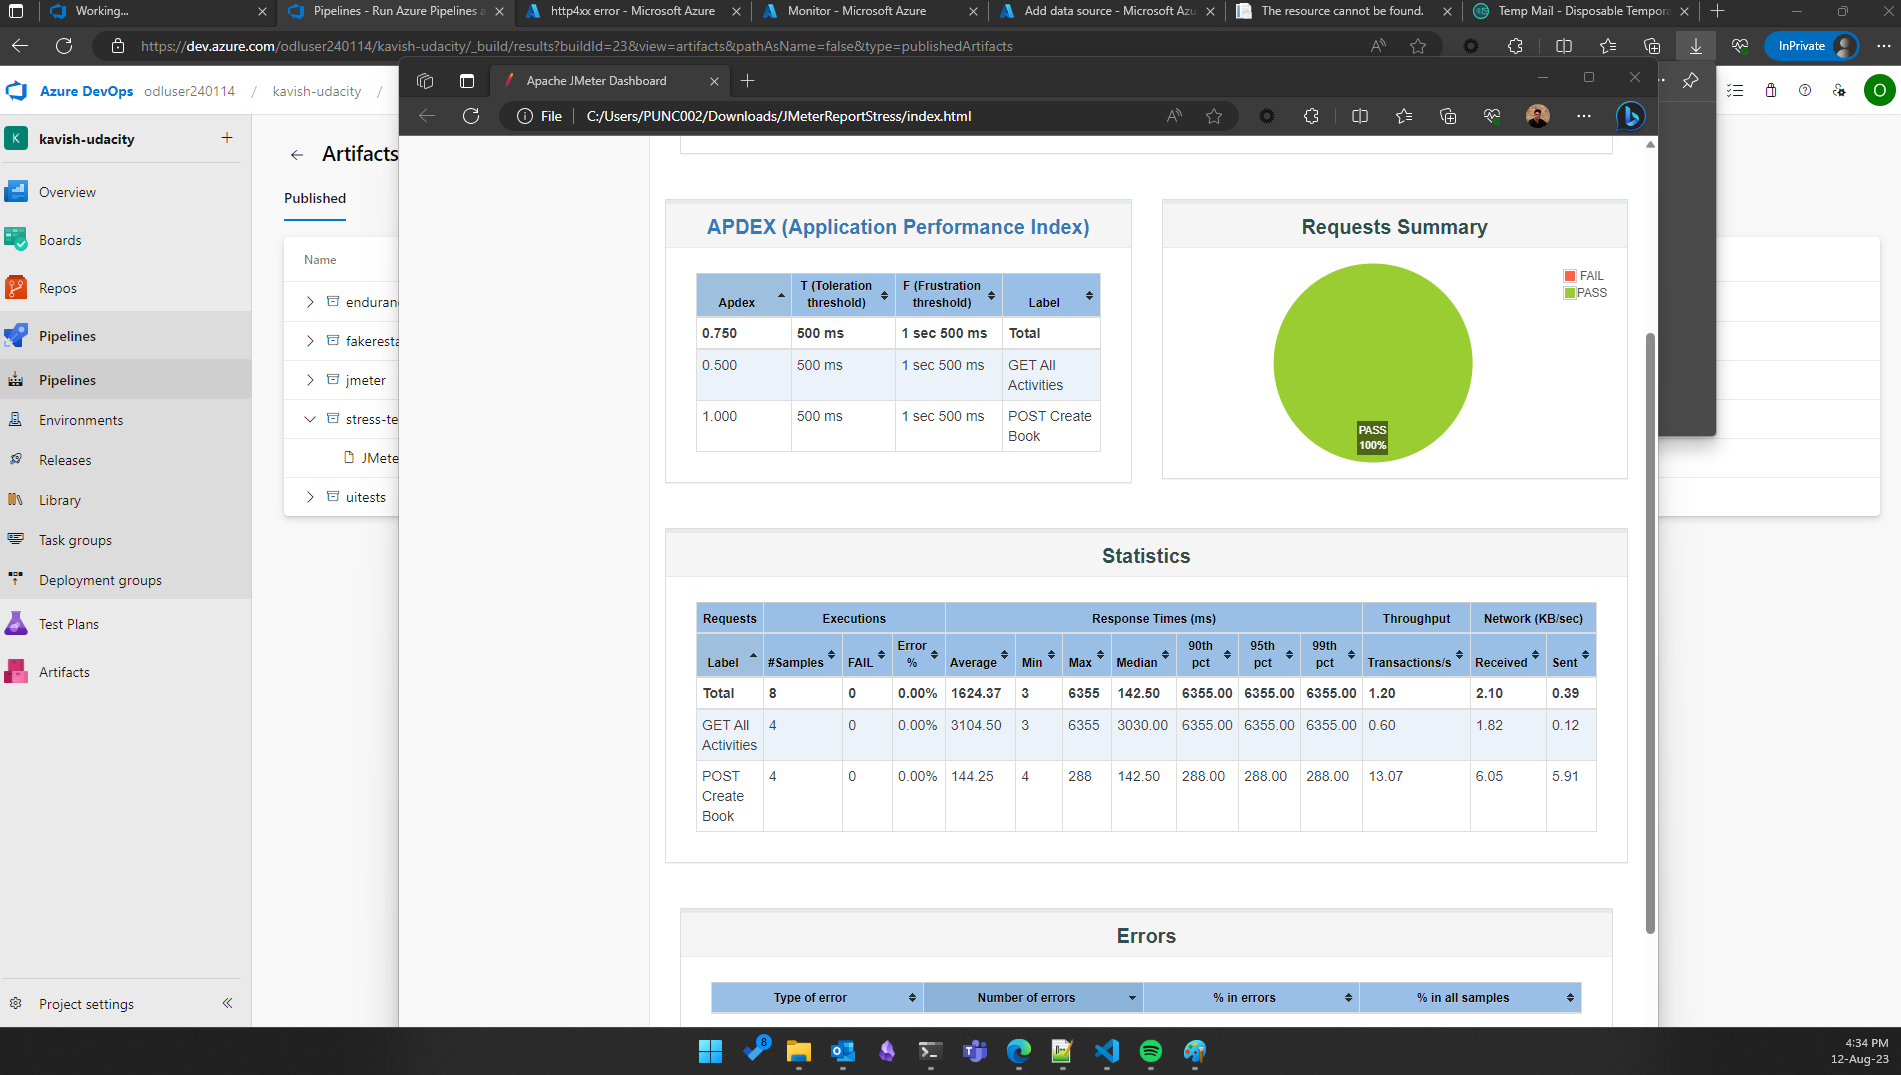 Working...
Pipelines - Run Azure Pipelines a
http4xx error - Microsoft Azure
Monitor - Microsoft Azure
Add data source - Microsoft Azu
The resource cannot be found.
Temp Mail - Disposable Tempora
https://dev.azure.com/odluser240114/kavish-udacity/_build/results?buildId=23&view=artifacts&pathAsName=false&type=publishedArtifacts
InPrivate
Apache JMeter Dashboard
File
C:/Users/PUNC002/Downloads/JMeterReportStress/index.html
Azure DevOps odluser240114 / kavish-udacity /
O
K kavish-udacity
Overview
Boards
Repos
Pipelines
Pipelines
Environments
Releases
Library
Task groups
Deployment groups
Test Plans
Artifacts
Project settings
Artifacts
Published
Name
enduran
fakeresta
jmeter
stress-te
JMete
uitests
APDEX (Application Performance Index)
Apdex T (Toleration threshold) F (Frustration threshold) Label
0.750 500 ms 1 sec 500 ms Total
0.500 500 ms 1 sec 500 ms GET All Activities
1.000 500 ms 1 sec 500 ms POST Create Book
Requests Summary
FAIL
PASS
PASS
100%
Statistics
Requests Executions Response Times (ms) Throughput Network (KB/sec)
Label #Samples FAIL Error % Average Min Max Median 90th pct 95th pct 99th pct Transactions/s Received Sent
Total 8 0 0.00% 1624.37 3 6355 142.50 6355.00 6355.00 6355.00 1.20 2.10 0.39
GET All Activities 4 0 0.00% 3104.50 3 6355 3030.00 6355.00 6355.00 6355.00 0.60 1.82 0.12
POST Create Book 4 0 0.00% 144.25 4 288 142.50 288.00 288.00 288.00 13.07 6.05 5.91
Errors
Type of error Number of errors % in errors % in all samples
8
4:34 PM
12-Aug-23